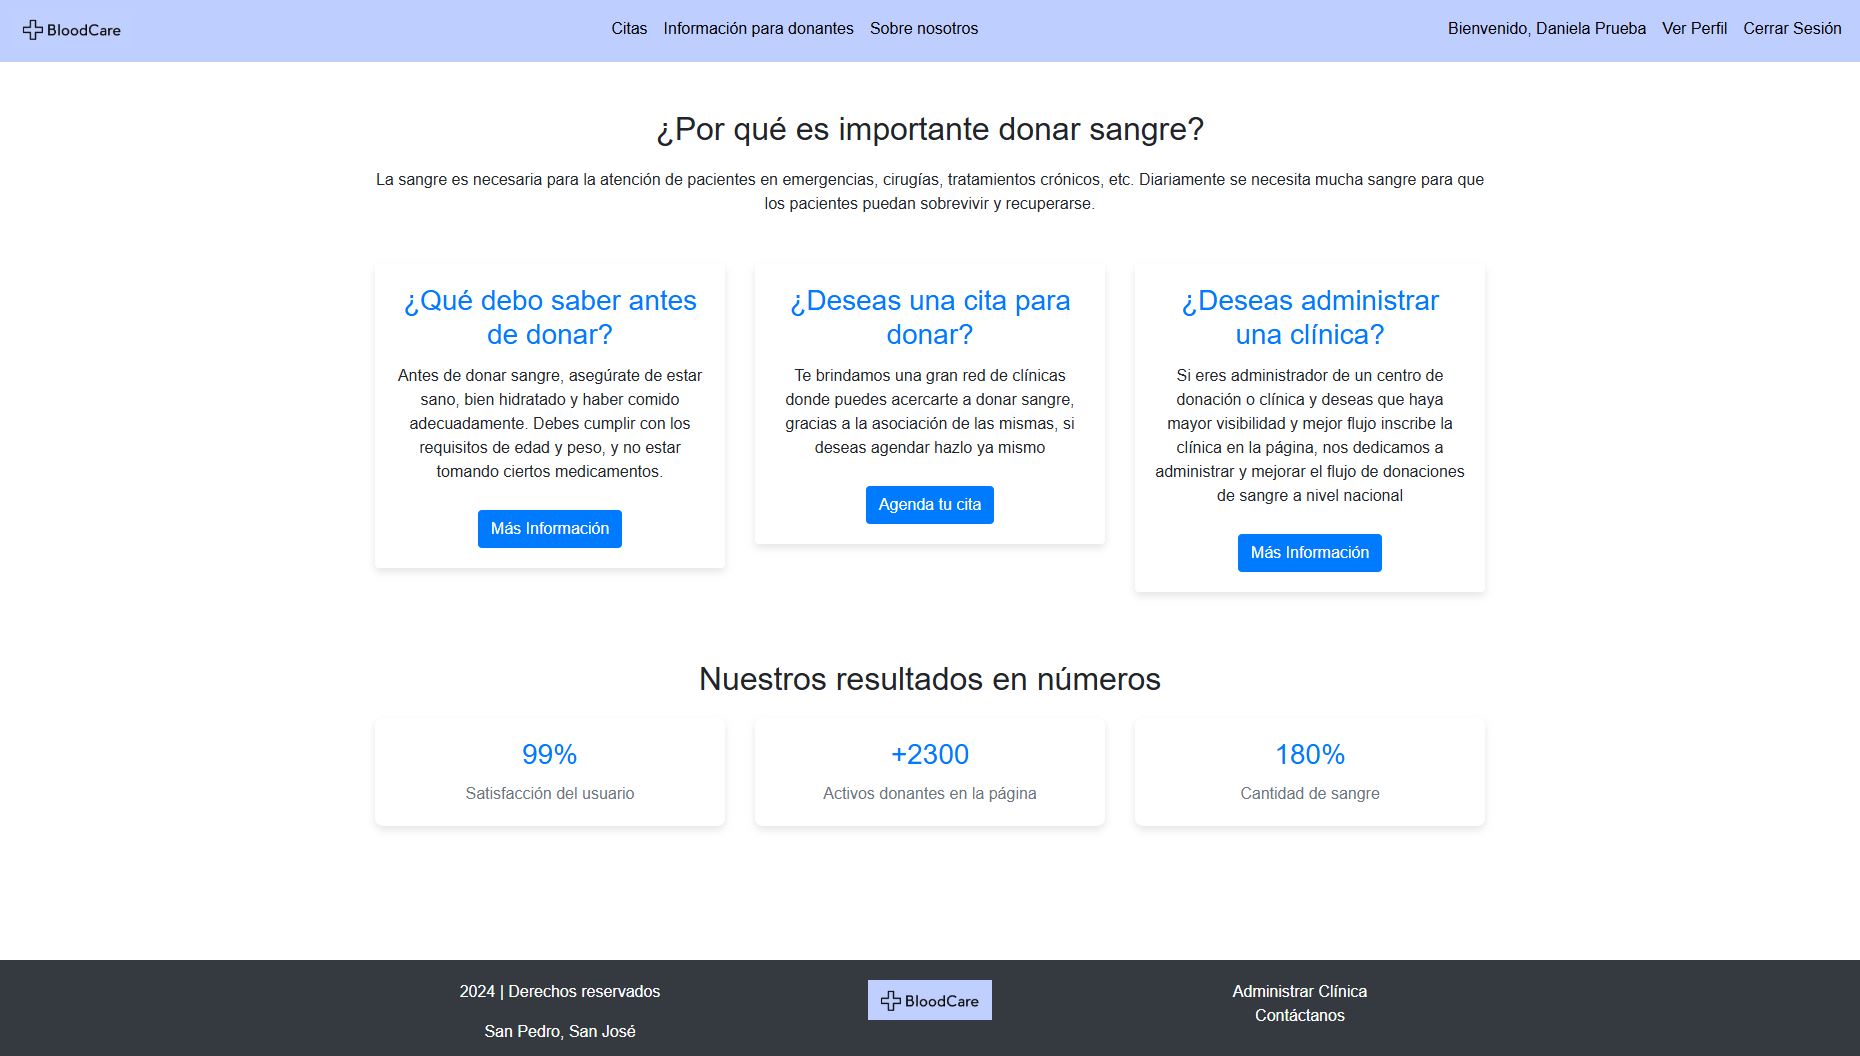 BloodCare
Citas Información para donantes Sobre nosotros
Bienvenido, Daniela Prueba Ver Perfil Cerrar Sesión
¿Por qué es importante donar sangre?
La sangre es necesaria para la atención de pacientes en emergencias, cirugías, tratamientos crónicos, etc. Diariamente se necesita mucha sangre para que
los pacientes puedan sobrevivir y recuperarse.
¿Qué debo saber antes
de donar?
Antes de donar sangre, asegúrate de estar
sano, bien hidratado y haber comido
adecuadamente. Debes cumplir con los
requisitos de edad y peso, y no estar
tomando ciertos medicamentos.
Más Información
¿Deseas una cita para
donar?
Te brindamos una gran red de clínicas
donde puedes acercarte a donar sangre,
gracias a la asociación de las mismas, si
deseas agendar hazlo ya mismo
Agenda tu cita
¿Deseas administrar
una clínica?
Si eres administrador de un centro de
donación o clínica y deseas que haya
mayor visibilidad y mejor flujo inscribe la
clínica en la página, nos dedicamos a
administrar y mejorar el flujo de donaciones
de sangre a nivel nacional
Más Información
Nuestros resultados en números
99%
Satisfacción del usuario
+2300
Activos donantes en la página
180%
Cantidad de sangre
2024 | Derechos reservados
San Pedro, San José
BloodCare
Administrar Clínica
Contáctanos